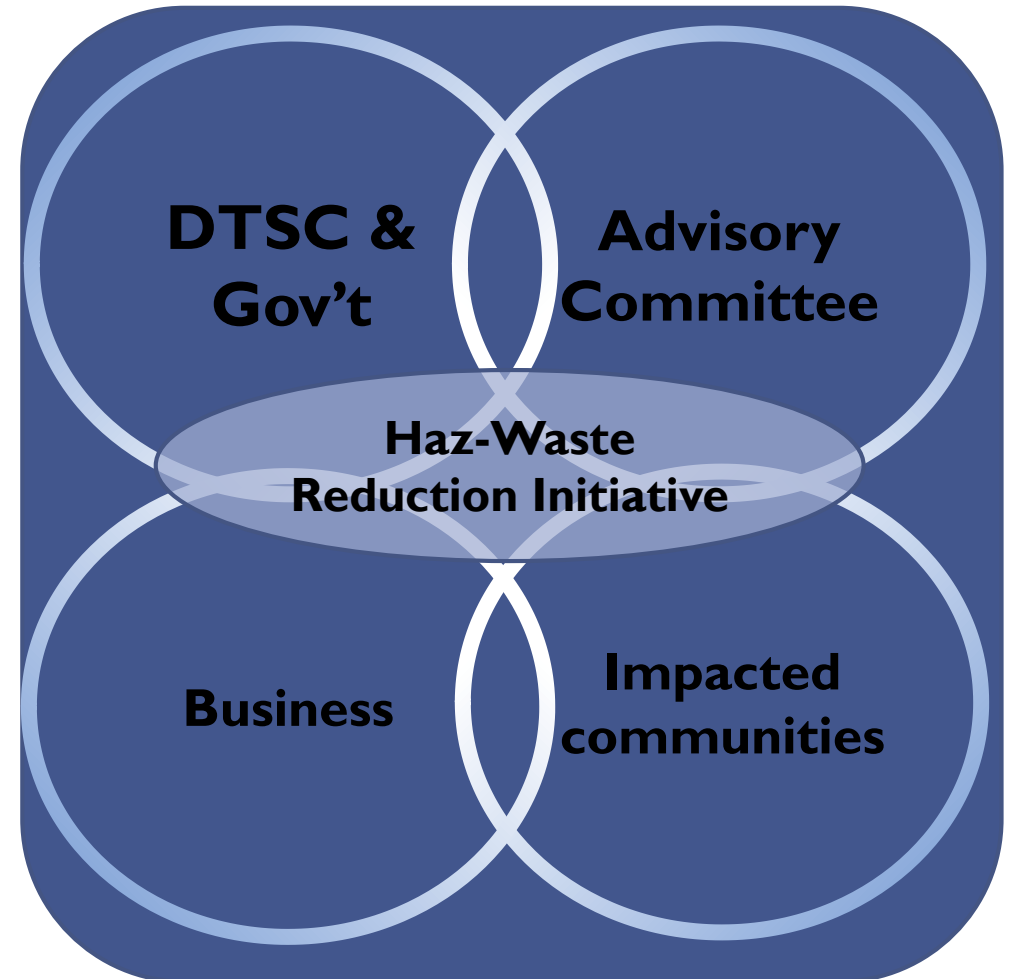 DTSC &
Gov’t
Advisory
Committee
Haz-Waste
Reduction Initiative
Business
Impacted
communities